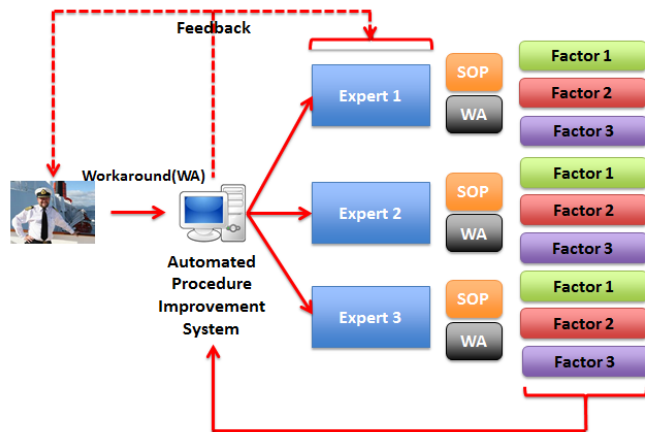 Feedback
Workaround(WA)
Automated
Procedure
Improvement
System
Expert 1
SOP
WA
Factor 1
Factor 2
Factor 3
Expert 2
SOP
WA
Factor 1
Factor 2
Factor 3
Expert 3
SOP
WA
Factor 1
Factor 2
Factor 3